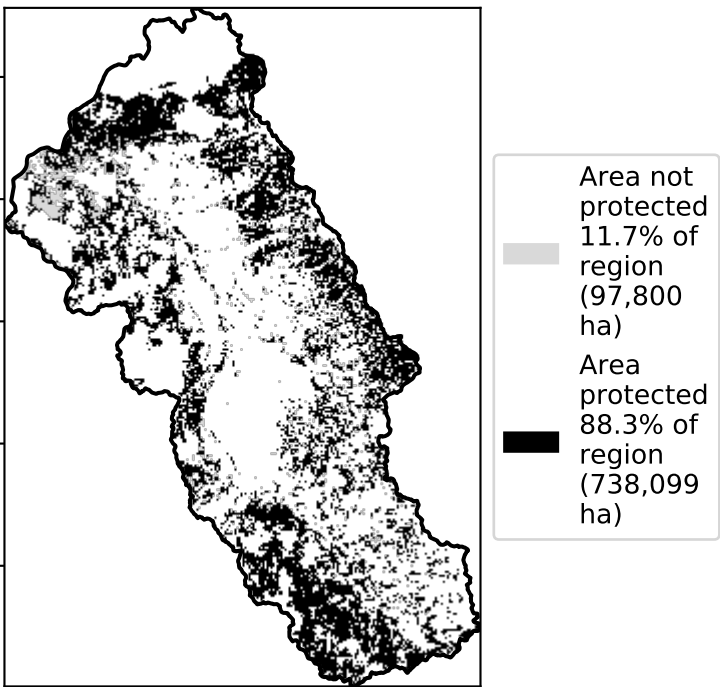 Area not
protected
11.7% of
region
(97,800
ha)
Area
protected
88.3% of
region
(738,099
ha)